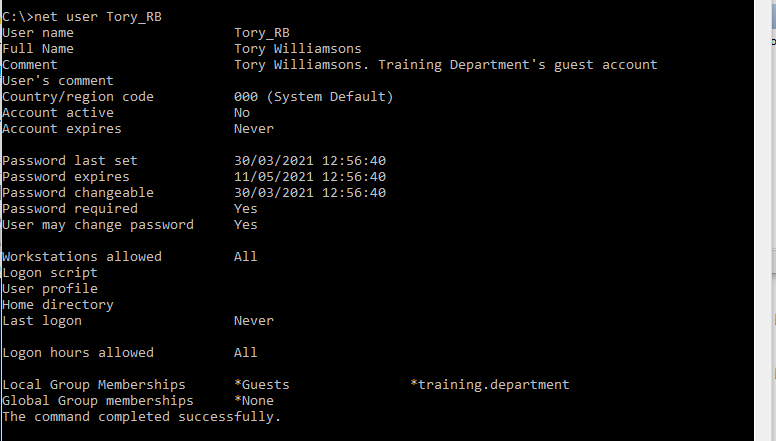 C:\>net user Tory_RB
User name                    Tory_RB
Full Name                    Tory Williamsons
Comment                      Tory Williamsons. Training Department's guest account
User's comment
Country/region code          000 (System Default)
Account active               No
Account expires              Never

Password last set            30/03/2021 12:56:40
Password expires             11/05/2021 12:56:40
Password changeable          30/03/2021 12:56:40
Password required            Yes
User may change password     Yes

Workstations allowed         All
Logon script
User profile
Home directory
Last logon                   Never

Logon hours allowed          All

Local Group Memberships      *Guests               *training.department
Global Group memberships     *None
The command completed successfully.